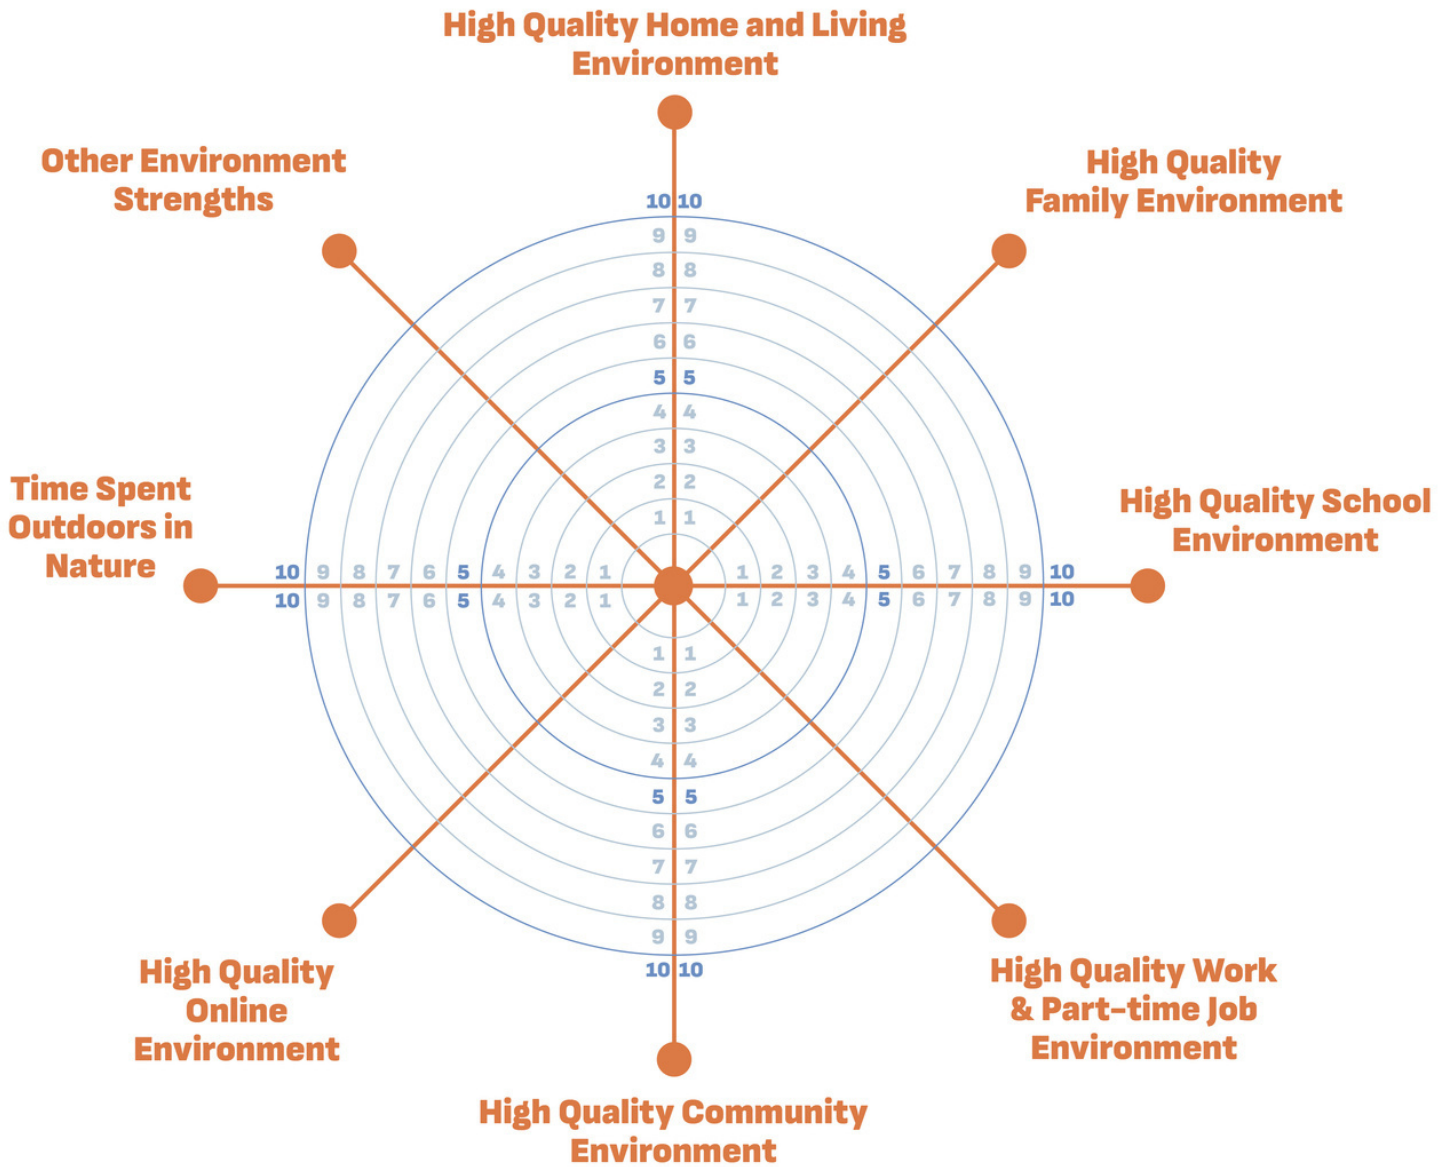 High Quality Home and Living
Environment
Other Environment
Strengths
High Quality
Family Environment
10 10
9 9
8 8
7 7
6 6
5 5
4 4
3 3
2 2
1 1
Time Spent
Outdoors in
Nature
High Quality School
Environment
10 9 8 7 6 5 4 3 2 1 1 2 3 4 5 6 7 8 9 10
10 9 8 7 6 5 4 3 2 1 1 2 3 4 5 6 7 8 9 10
1 1
2 2
3 3
4 4
5 5
6 6
7 7
8 8
9 9
10 10
High Quality
Online
Environment
High Quality Work
& Part-time Job
Environment
High Quality Community
Environment